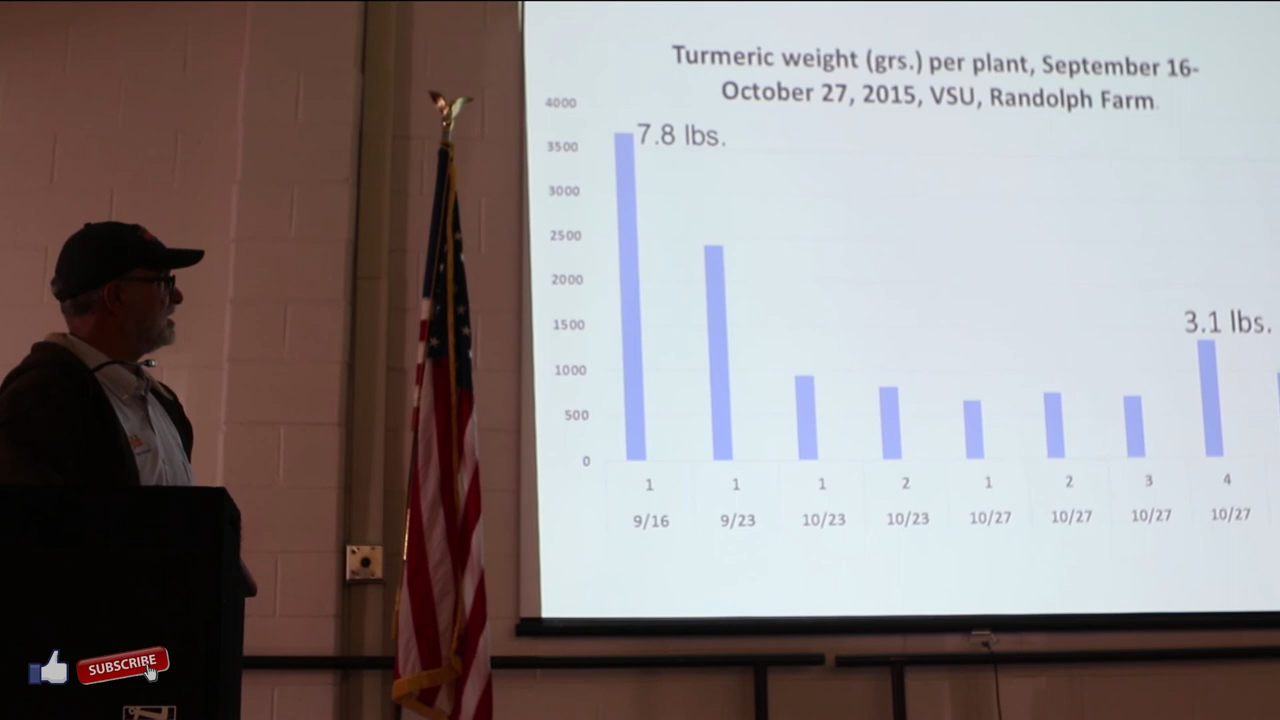 Turmeric weight (grs.) per plant, September 16-
October 27, 2015, VSU, Randolph Farm.
4000
7.8 lbs.
3500
3000
2500
2000
3.1 lbs.
1500
1000
500
0
1 1 1 2 1 2 3 4
9/16 9/23 10/23 10/23 10/27 10/27 10/27 10/27
SUBSCRIBE